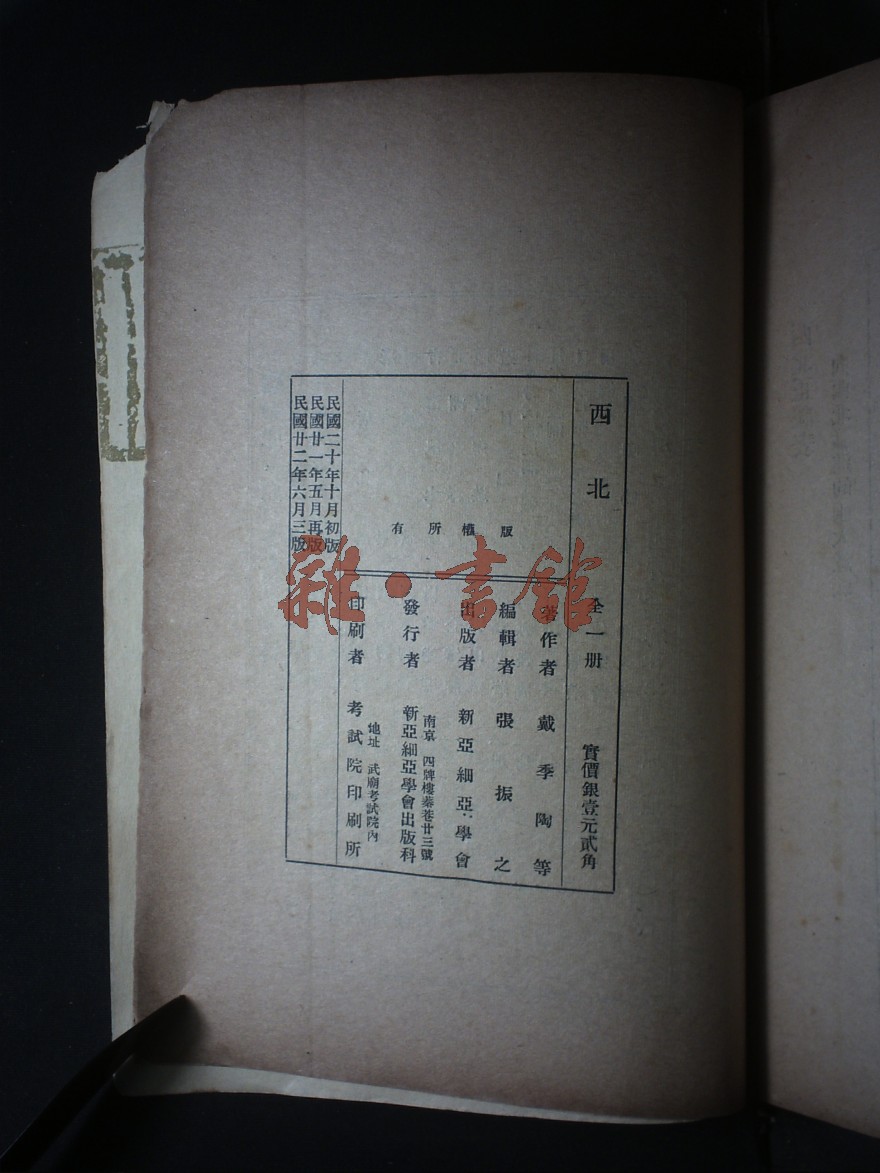 西北 全一册 實價銀壹元貳角
版權所有
著作者 戴季陶等
編輯者 張振之
出版者 新亞細亞學會
南京 四牌樓蓁巷廿三號
發行者 新亞細亞學會出版科
地址 武廟考試院內
印刷者 考試院印刷所
民國二十年十月初版
民國廿一年五月再版
民國廿二年六月三版
雜·書館